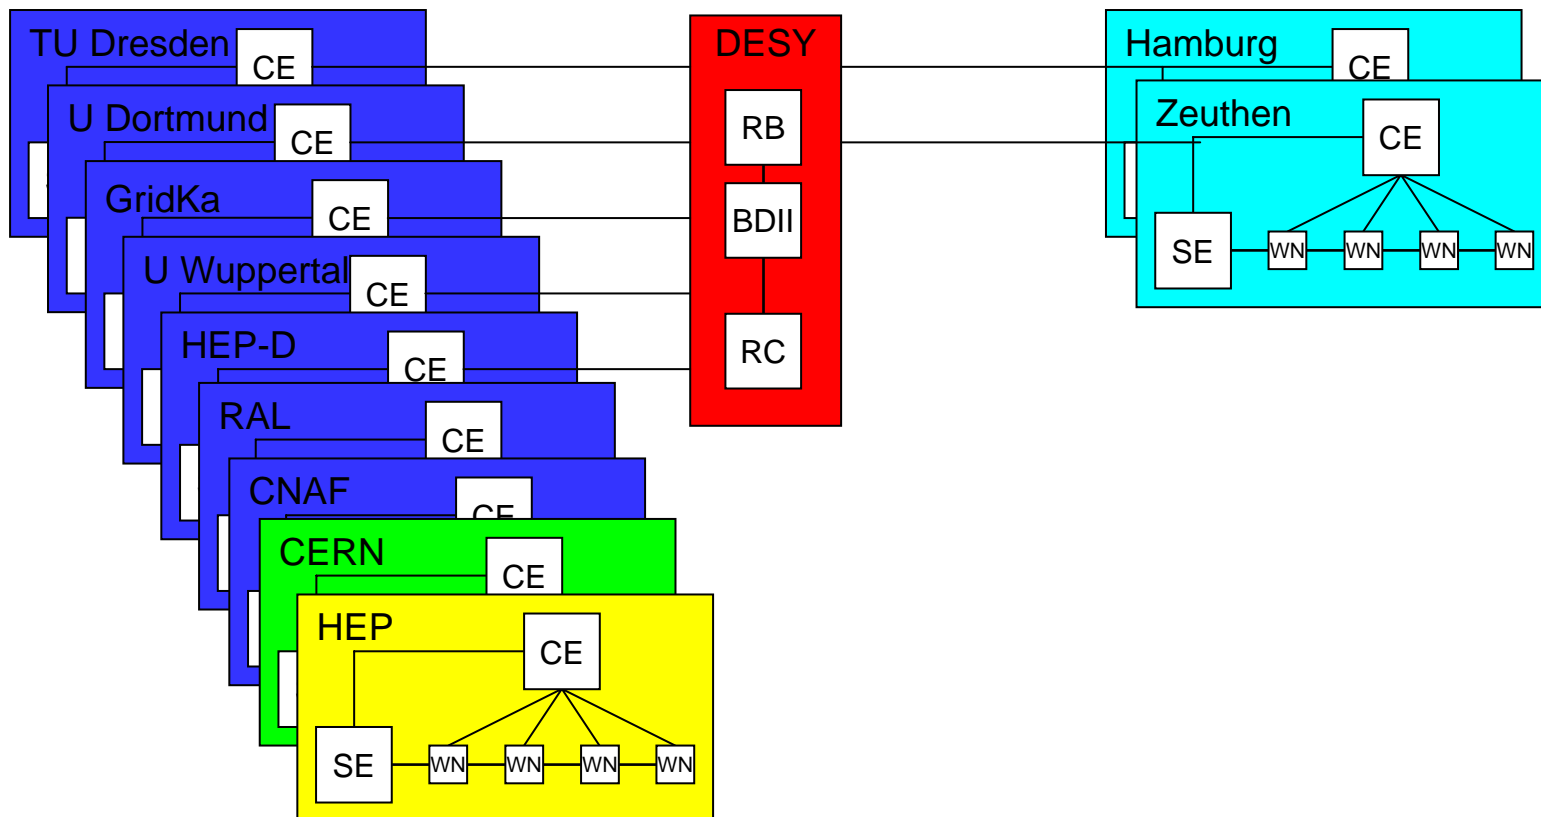 TU Dresden
CE
U Dortmund
CE
GridKa
CE
U Wuppertal
CE
HEP-D
CE
RAL
CE
CNAF
CE
CERN
CE
HEP
CE
SE
WN
WN
WN
WN
DESY
RB
BDII
RC
Hamburg
CE
Zeuthen
CE
SE
WN
WN
WN
WN